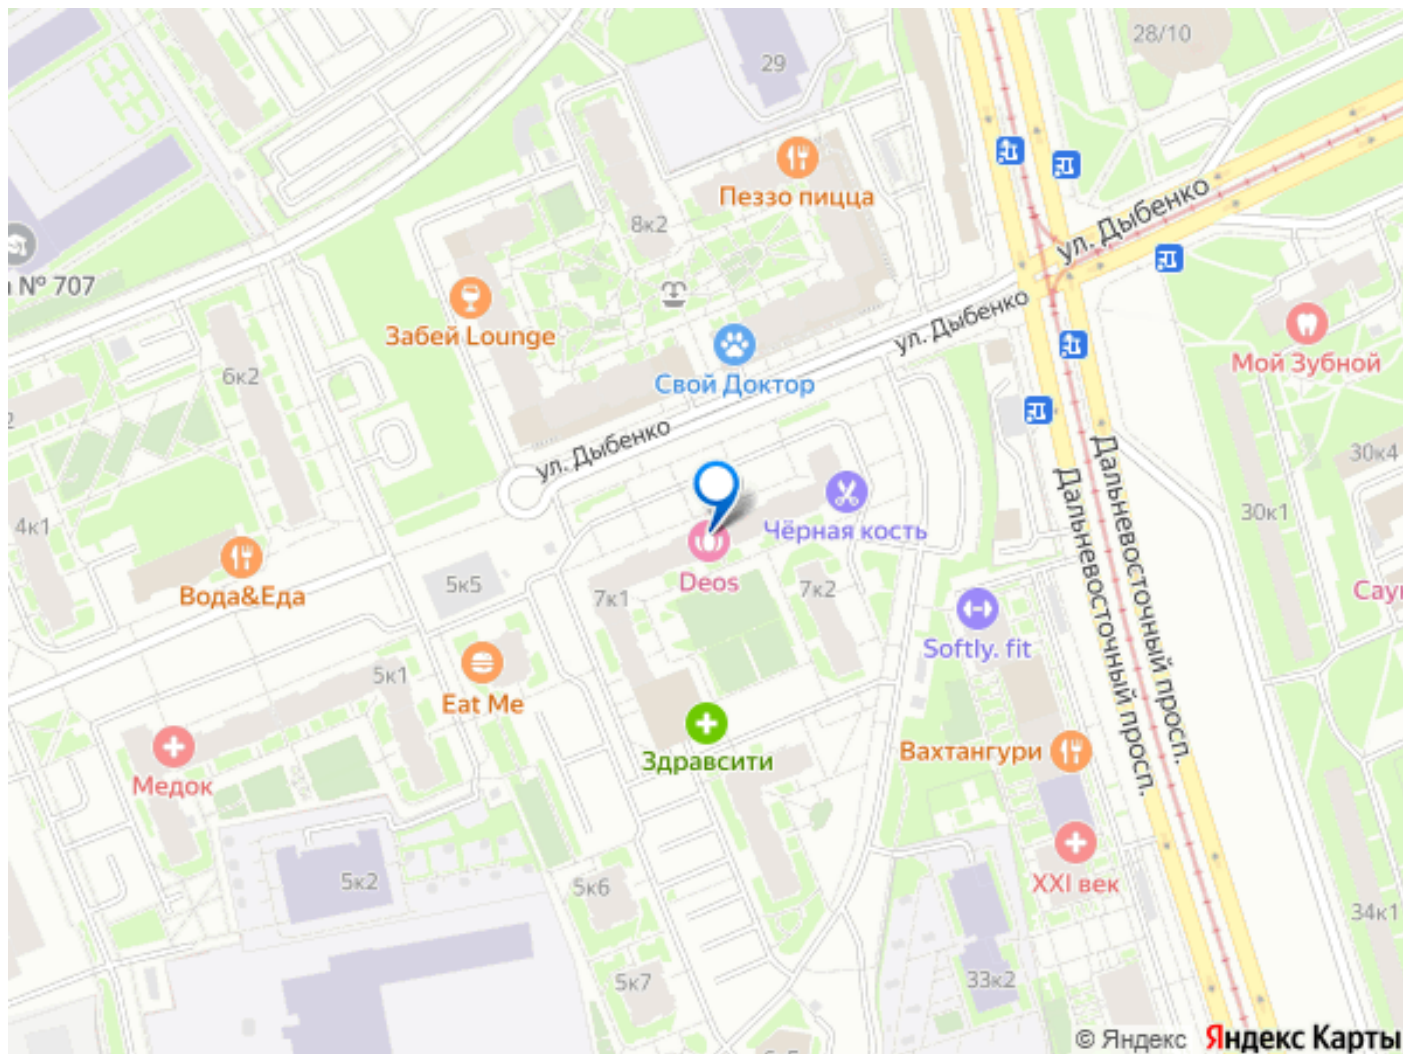 28/10
29
Пеззо пицца
8к2
ул. Дыбенко
№ 707
Забей Lounge
ул. Дыбенко
Мой Зубной
6к2
Свой Доктор
ул. Дыбенко
30к4
4к1
Чёрная кость
30к1
Дальневосточный просп.
Дальневосточный просп.
Вода&Еда
5к5
7к1
Deos
7к2
Softly. fit
5к1
Eat Me
Медок
Здравсити
Вахтангури
5к2
5к6
XXI век
34к1
5к7
33к2
© Яндекс Яндекс Карты